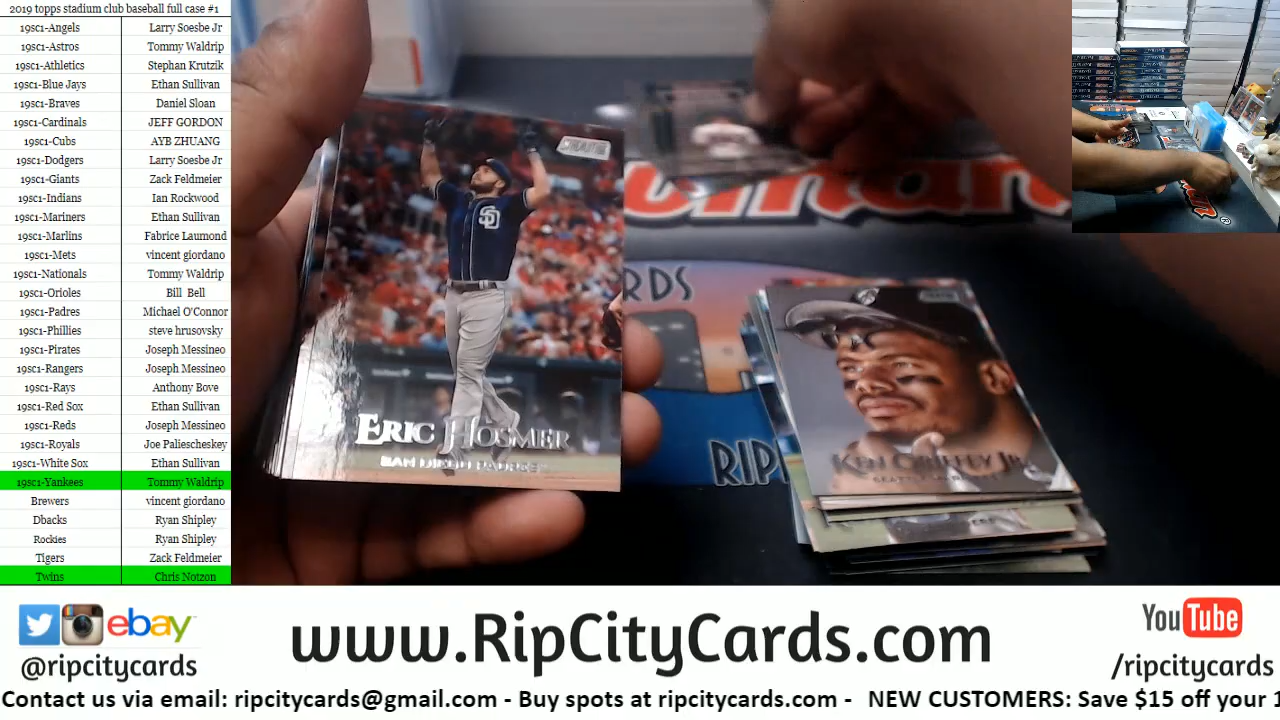 2019 topps stadium club baseball full case #1
19sc1-Angels Larry Soesbe Jr
19sc1-Astros Tommy Waldrip
19sc1-Athletics Stephan Krutzik
19sc1-Blue Jays Ethan Sullivan
19sc1-Braves Daniel Sloan
19sc1-Cardinals JEFF GORDON
19sc1-Cubs AYB ZHUANG
19sc1-Dodgers Larry Soesbe Jr
19sc1-Giants Zack Feldmeier
19sc1-Indians Ian Rockwood
19sc1-Mariners Ethan Sullivan
19sc1-Marlins Fabrice Laumond
19sc1-Mets vincent giordano
19sc1-Nationals Tommy Waldrip
19sc1-Orioles Bill Bell
19sc1-Padres Michael O'Connor
19sc1-Phillies steve hrusovsky
19sc1-Pirates Joseph Messineo
19sc1-Rangers Joseph Messineo
19sc1-Rays Anthony Bove
19sc1-Red Sox Ethan Sullivan
19sc1-Reds Joseph Messineo
19sc1-Royals Joe Paliescheskey
19sc1-White Sox Ethan Sullivan
19sc1-Yankees Tommy Waldrip
Brewers vincent giordano
Dbacks Ryan Shipley
Rockies Ryan Shipley
Tigers Zack Feldmeier
Twins Chris Notzon
SD
ERIC HOSMER
SAN DIEGO PADRES
RDS
RIP
KEN GRIFFEY JR.
ebay
@ripcitycards
www.RipCityCards.com
YouTube
/ripcitycards
Contact us via email: ripcitycards@gmail.com - Buy spots at ripcitycards.com - NEW CUSTOMERS: Save $15 off your 1